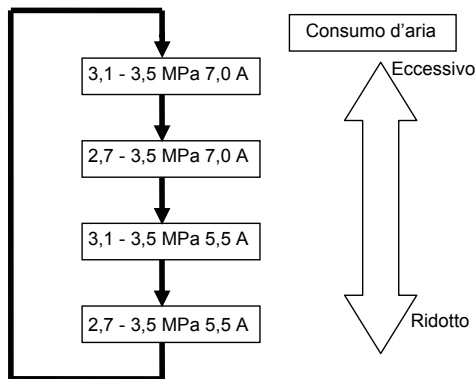 Consumo d'aria
Eccessivo
3,1 - 3,5 MPa 7,0 A
2,7 - 3,5 MPa 7,0 A
3,1 - 3,5 MPa 5,5 A
2,7 - 3,5 MPa 5,5 A
Ridotto